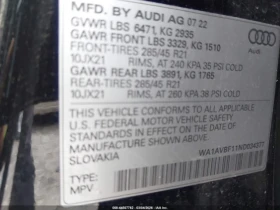 MFD. BY AUDI AG 07 22
GVWR LBS 6471, KG 2935
GAWR FRONT LBS 3329, KG 1510
FRONT-TIRES 285/45 R21
10JX21 RIMS, AT 240 KPA 35 PSI COLD
GAWR REAR LBS 3891, KG 1765
REAR-TIRES 285/45 R21
10JX21 RIMS, AT 260 KPA 38 PSI COLD
THIS VEHICLE CONFORMS TO ALL APPLICABLE
U.S. FEDERAL MOTOR VEHICLE SAFETY
STANDARDS IN EFFECT ON THE DATE OF
MANUFACTURE SHOWN ABOVE
SLOVAKIA
TYPE:
MPV